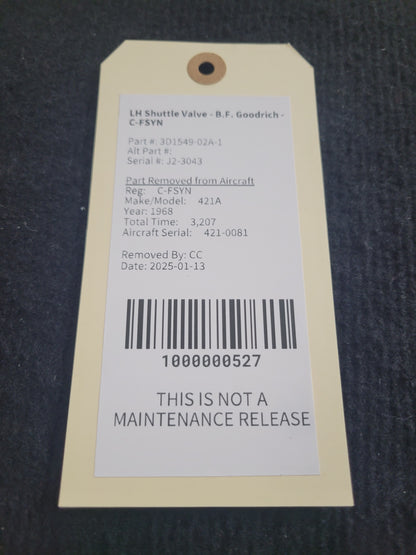 LH Shuttle Valve - B.F. Goodrich -
C-FSYN
Part #: 3D1549-02A-1
Alt Part #:
Serial #: J2-3043
Part Removed from Aircraft
Reg: C-FSYN
Make/Model: 421A
Year: 1968
Total Time: 3,207
Aircraft Serial: 421-0081
Removed By: CC
Date: 2025-01-13
1000000527
THIS IS NOT A
MAINTENANCE RELEASE